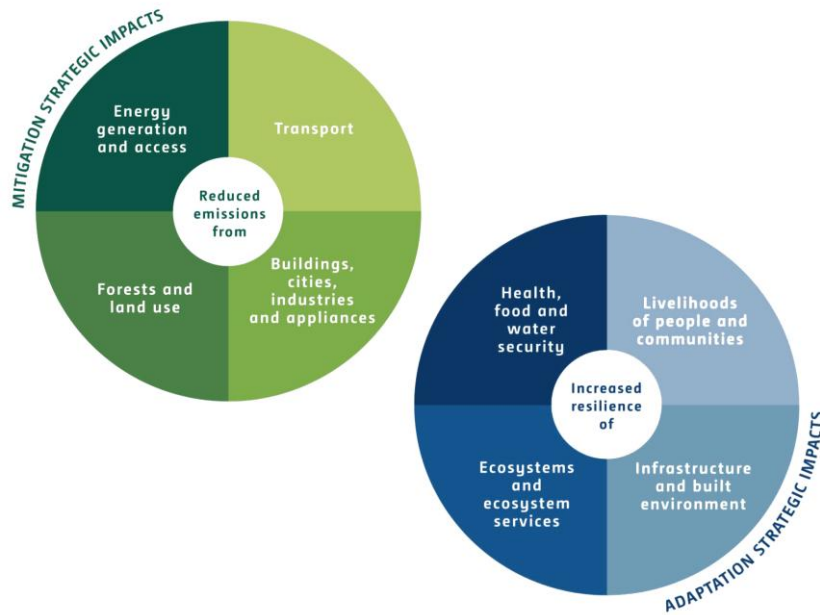 MITIGATION STRATEGIC IMPACTS
Energy
generation
and access
Transport
Reduced
emissions
from
Forests and
land use
Buildings,
cities,
industries
and appliances
Health,
food and
water
security
Livelihoods
of people and
communities
Increased
resilience
of
Ecosystems and
ecosystem
services
Infrastructure
and built
environment
ADAPTATION STRATEGIC IMPACTS